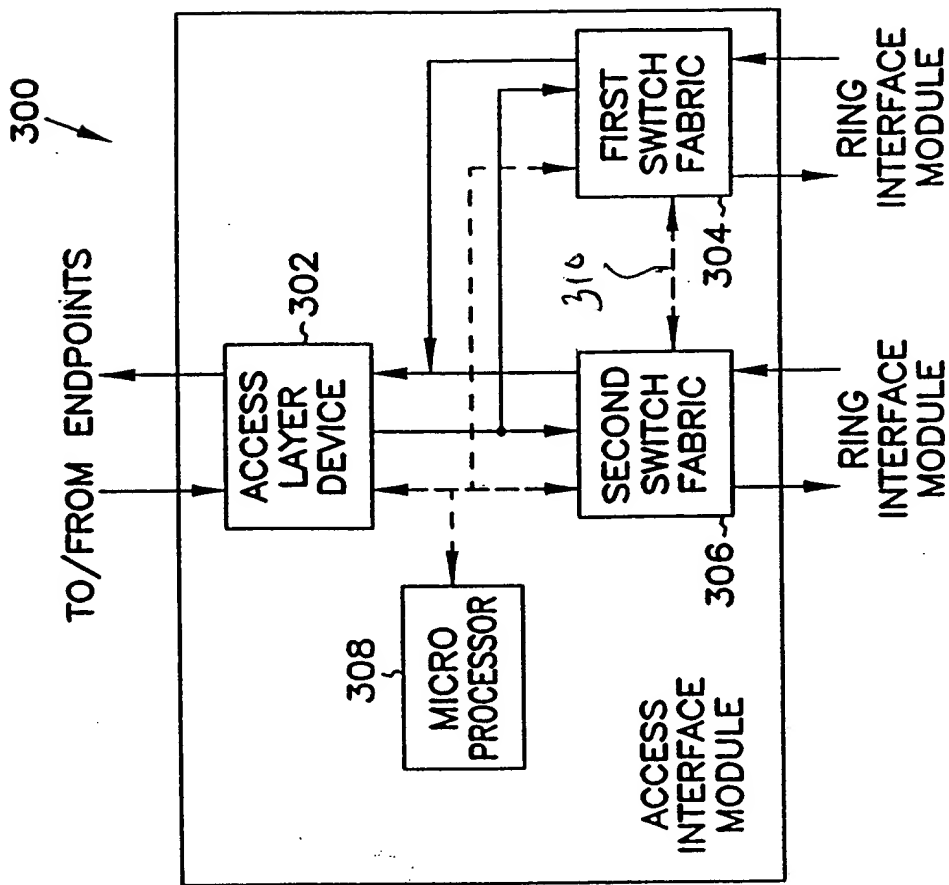 300
TO/FROM ENDPOINTS
302
ACCESS
LAYER
DEVICE
308
MICRO
PROCESSOR
310
SECOND
SWITCH
FABRIC
FIRST
SWITCH
FABRIC
306
304
ACCESS
INTERFACE
MODULE
RING
INTERFACE
MODULE
RING
INTERFACE
MODULE